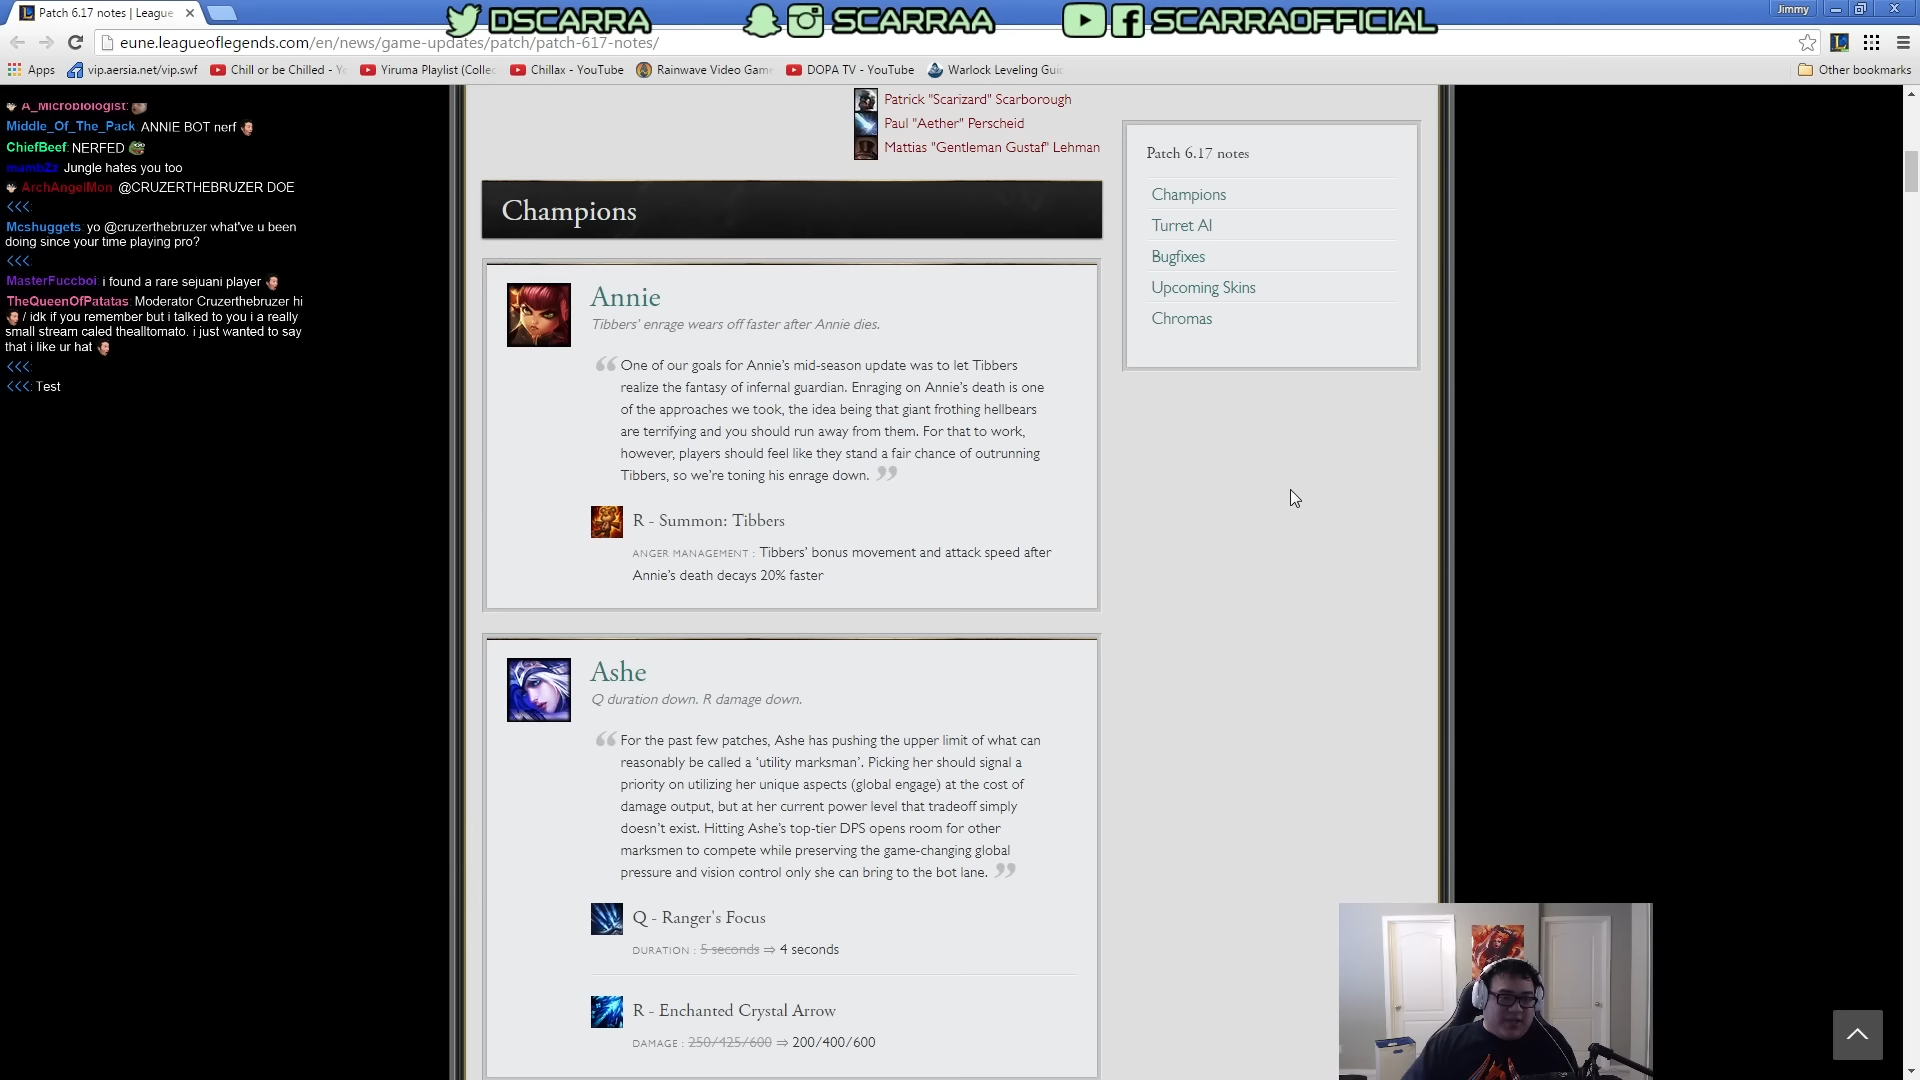 Patch 6.17 notes | League
Jimmy
DSCARRA
SCARRAA
SCARRAOFFICIAL
eune.leagueoflegends.com/en/news/game-updates/patch/patch-617-notes/
Apps
vip.aersia.net/vip.swf
Chill or be Chilled - Yo
Yiruma Playlist (Collec
Chillax - YouTube
Rainwave Video Game
DOPA TV - YouTube
Warlock Leveling Guid
Other bookmarks
A_Microbiologist:
Middle_Of_The_Pack: ANNIE BOT nerf
ChiefBeef: NERFED
Jungle hates you too
ArchAngelMon: @CRUZERTHEBRUZER DOE
<<<:
Mcshuggets: yo @cruzerthebruzer what've u been
doing since your time playing pro?
<<<:
MasterFuccboi: i found a rare sejuani player
TheQueenOfPatatas: Moderator Cruzerthebruzer hi
/ idk if you remember but i talked to you i a really
small stream caled thealltomato. i just wanted to say
that i like ur hat
<<<:
<<<: Test
Patrick "Scarizard" Scarborough
Paul "Aether" Perscheid
Mattias "Gentleman Gustaf" Lehman
Champions
Annie
Tibbers' enrage wears off faster after Annie dies.
“ One of our goals for Annie's mid-season update was to let Tibbers
realize the fantasy of infernal guardian. Enraging on Annie's death is one
of the approaches we took, the idea being that giant frothing hellbears
are terrifying and you should run away from them. For that to work,
however, players should feel like they stand a fair chance of outrunning
Tibbers, so we're toning his enrage down. ”
R - Summon: Tibbers
ANGER MANAGEMENT : Tibbers' bonus movement and attack speed after
Annie's death decays 20% faster
Ashe
Q duration down. R damage down.
“ For the past few patches, Ashe has pushing the upper limit of what can
reasonably be called a ‘utility marksman’. Picking her should signal a
priority on utilizing her unique aspects (global engage) at the cost of
damage output, but at her current power level that tradeoff simply
doesn't exist. Hitting Ashe's top-tier DPS opens room for other
marksmen to compete while preserving the game-changing global
pressure and vision control only she can bring to the bot lane. ”
Q - Ranger's Focus
DURATION : 5 seconds ⇒ 4 seconds
R - Enchanted Crystal Arrow
DAMAGE : 250/425/600 ⇒ 200/400/600
Patch 6.17 notes
Champions
Turret AI
Bugfixes
Upcoming Skins
Chromas